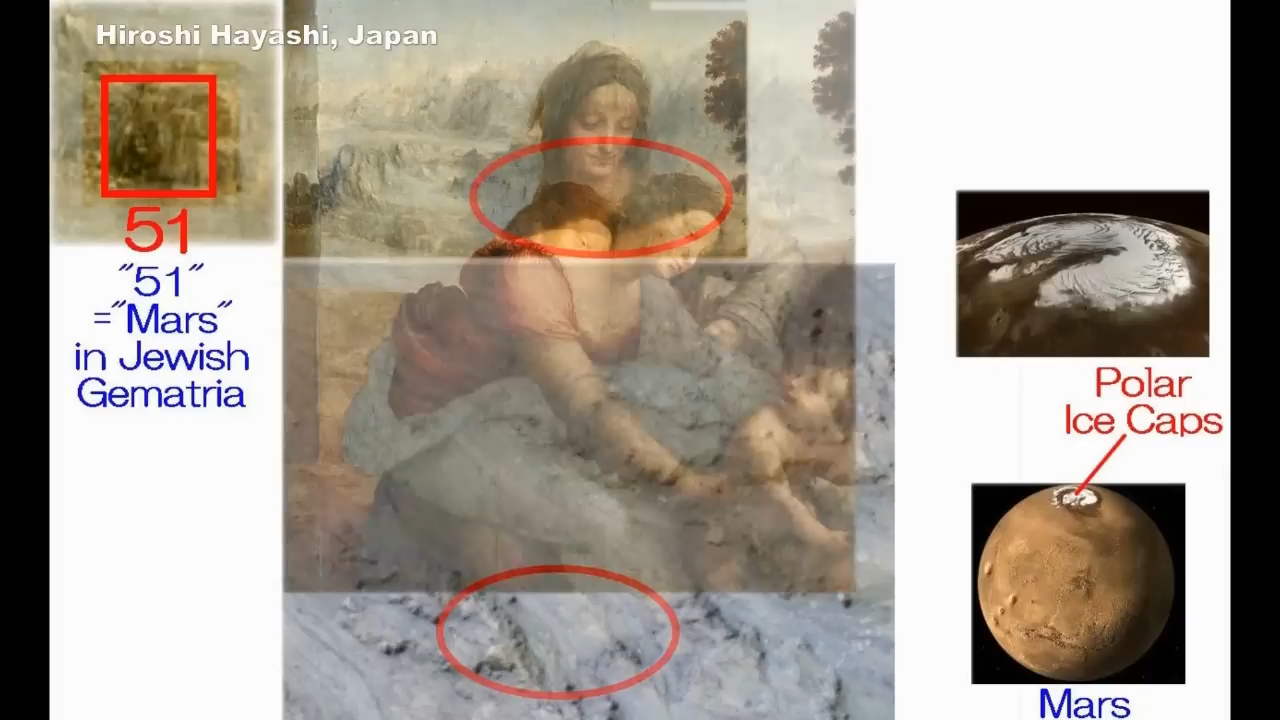 Hiroshi Hayashi, Japan
51
"51"
="Mars"
in Jewish
Gematria
Polar
Ice Caps
Mars